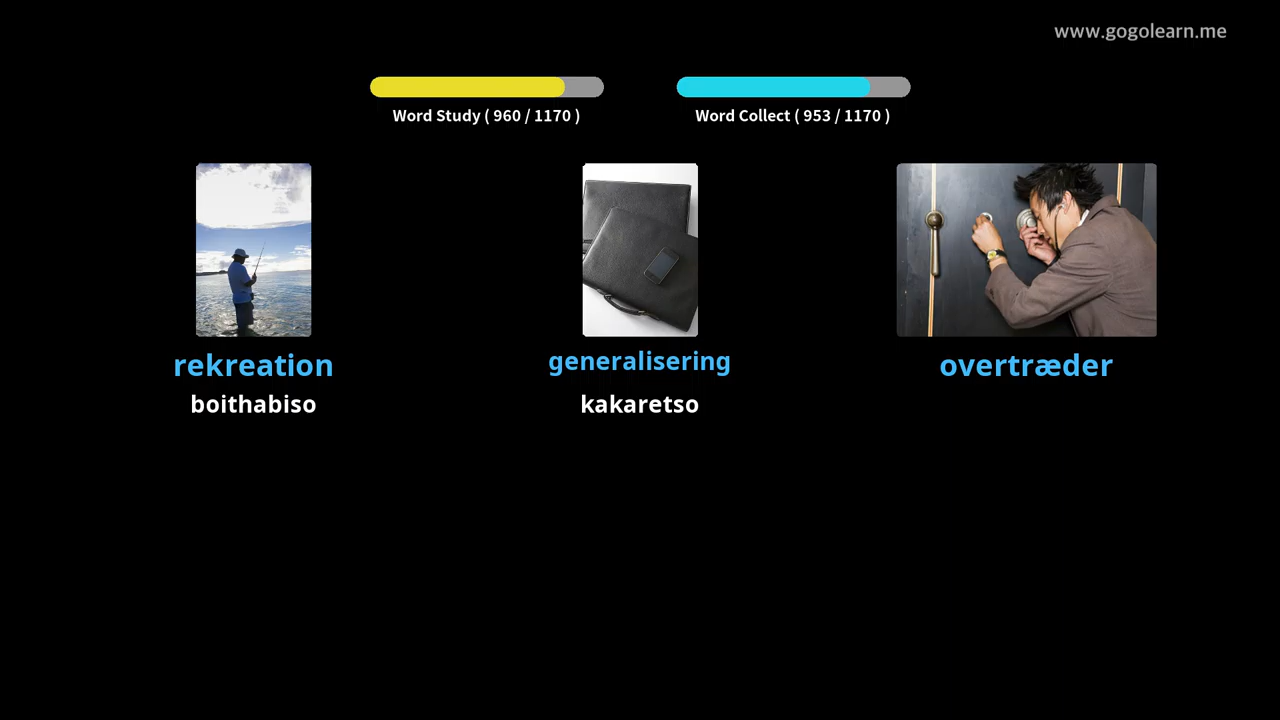 www.gogolearn.me
Word Study ( 960 / 1170 )
Word Collect ( 953 / 1170 )
rekreation
generalisering
overtræder
boithabiso
kakaretso